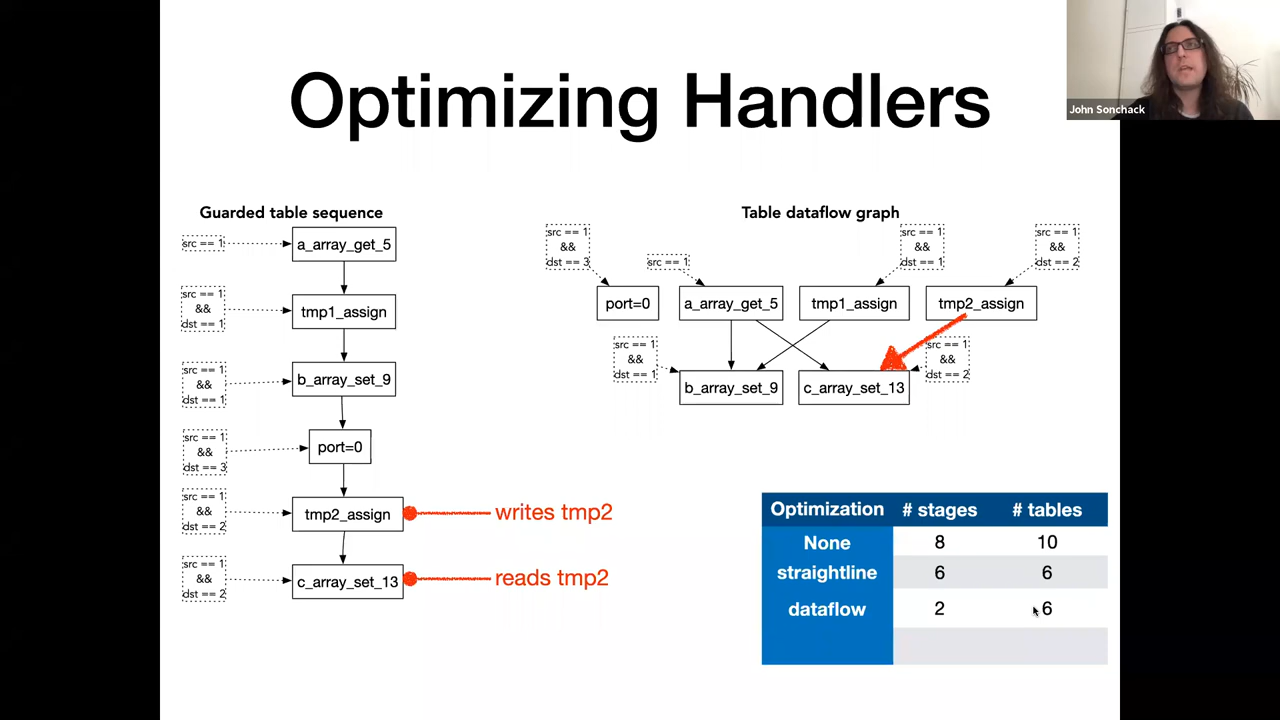 John Sonchack
Optimizing Handlers
Guarded table sequence
src == 1
a_array_get_5
src == 1
&&
dst == 1
tmp1_assign
src == 1
&&
dst == 1
b_array_set_9
src == 1
&&
dst == 3
port=0
src == 1
&&
dst == 2
tmp2_assign
writes tmp2
src == 1
&&
dst == 2
c_array_set_13
reads tmp2
Table dataflow graph
src == 1
&&
dst == 3
src == 1
src == 1
&&
dst == 1
src == 1
&&
dst == 2
port=0
a_array_get_5
tmp1_assign
tmp2_assign
src == 1
&&
dst == 1
src == 1
&&
dst == 2
b_array_set_9
c_array_set_13
Optimization # stages # tables
None 8 10
straightline 6 6
dataflow 2 6